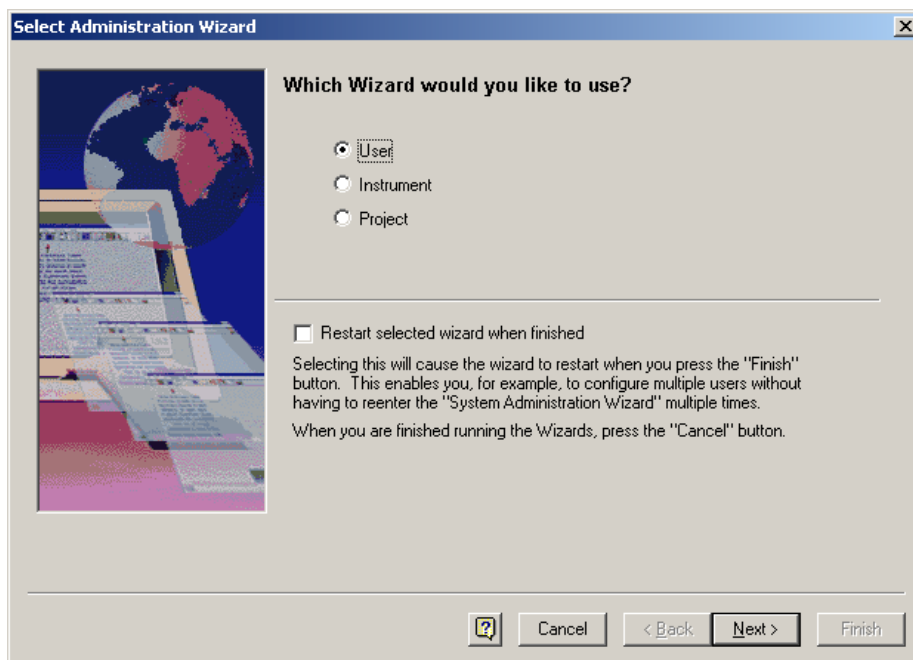 Select Administration Wizard
Which Wizard would you like to use?
User
Instrument
Project
Restart selected wizard when finished
Selecting this will cause the wizard to restart when you press the "Finish"
button. This enables you, for example, to configure multiple users without
having to reenter the "System Administration Wizard" multiple times.
When you are finished running the Wizards, press the "Cancel" button.
? Cancel < Back Next > Finish